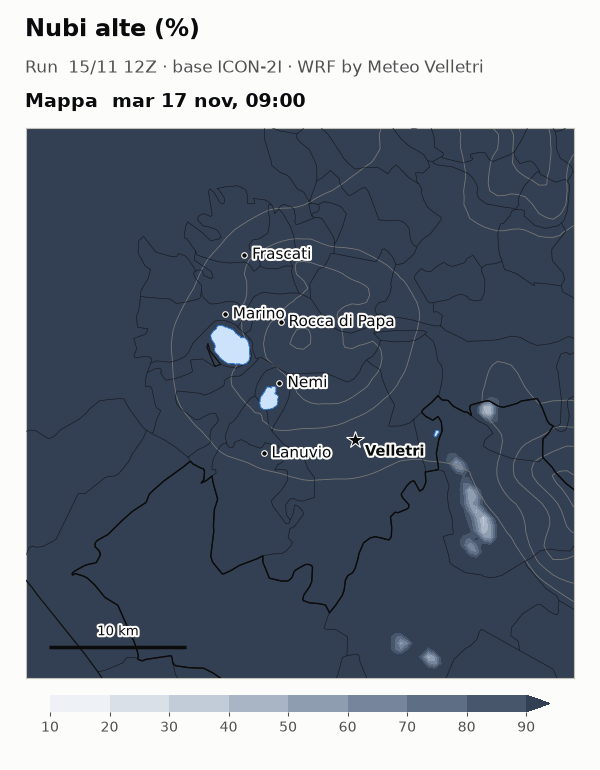 Nubi alte (%)
Run  15/11 12Z · base ICON-2I · WRF by Meteo Velletri
Mappa  mar 17 nov, 09:00
Frascati
Marino
Rocca di Papa
Nemi
Velletri
Lanuvio
10 km
10 20 30 40 50 60 70 80 90